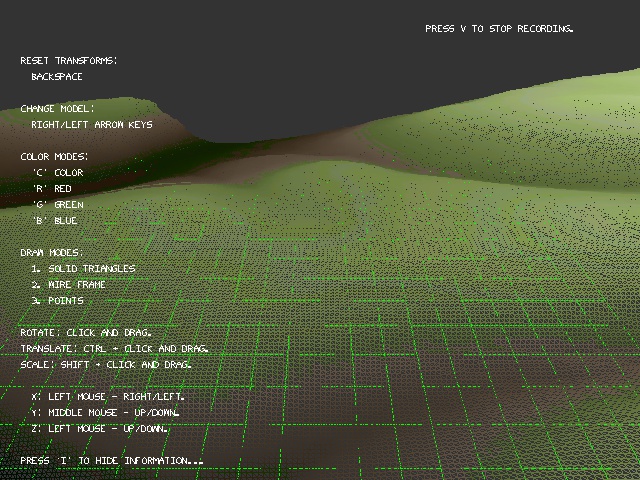 PRESS V TO STOP RECORDING.
RESET TRANSFORMS:
BACKSPACE
CHANGE MODEL:
RIGHT/LEFT ARROW KEYS
COLOR MODES:
'C' COLOR
'R' RED
'G' GREEN
'B' BLUE
DRAW MODES:
1. SOLID TRIANGLES
2. WIRE FRAME
3. POINTS
ROTATE: CLICK AND DRAG.
TRANSLATE: CTRL + CLICK AND DRAG.
SCALE: SHIFT + CLICK AND DRAG.
X: LEFT MOUSE - RIGHT/LEFT.
Y: MIDDLE MOUSE - UP/DOWN.
Z: LEFT MOUSE - UP/DOWN.
PRESS 'I' TO HIDE INFORMATION...